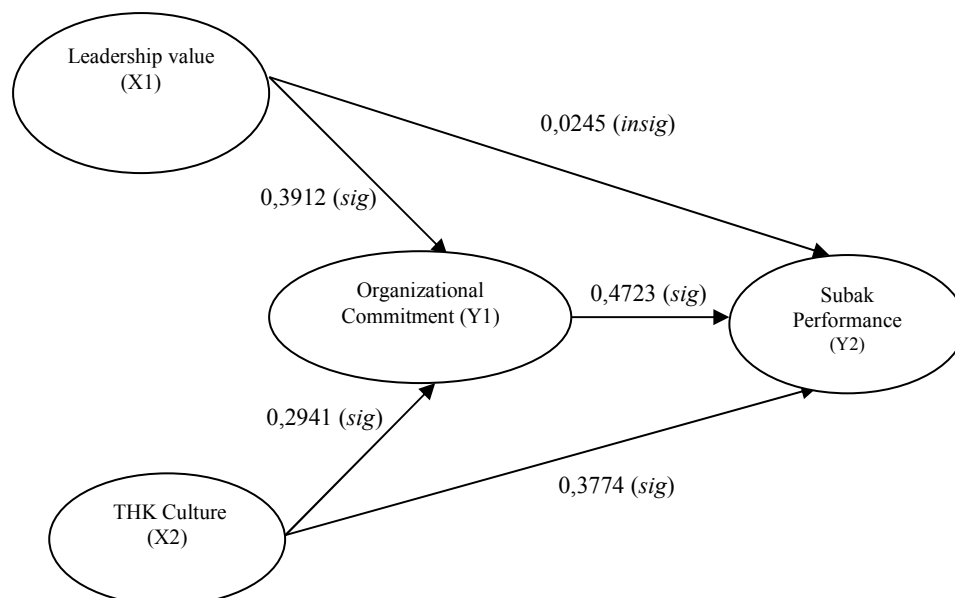 Leadership value
(X1)
0,0245 (insig)
0,3912 (sig)
Organizational
Commitment (Y1)
0,4723 (sig)
Subak
Performance
(Y2)
0,2941 (sig)
0,3774 (sig)
THK Culture
(X2)